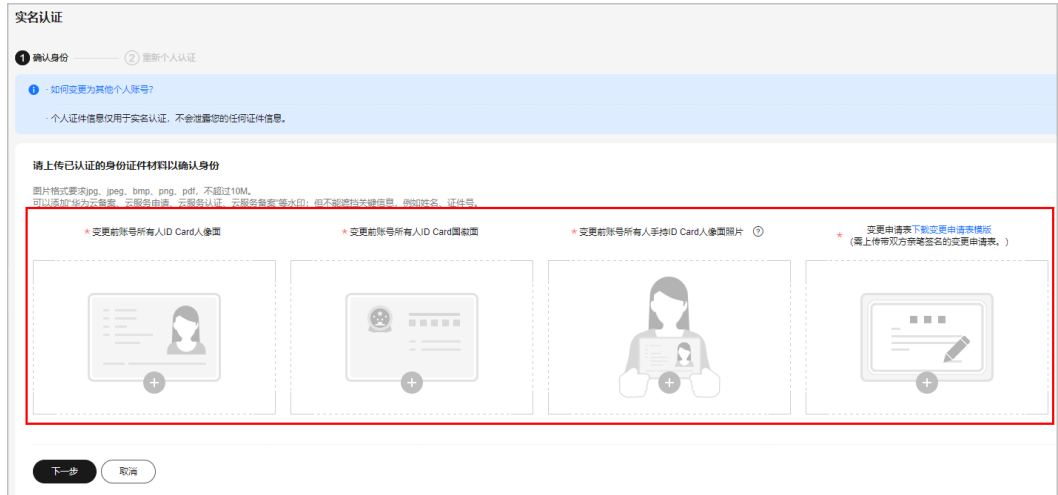 实名认证
1 确认身份 2 重新个人认证
· 如何变更为其他个人账号?
· 个人证件信息仅用于实名认证，不会泄露您的任何证件信息。
请上传已认证的身份证件材料以确认身份
图片格式要求jpg、jpeg、bmp、png、pdf，不超过10M。
可以添加“华为云备案、云服务申请、云服务认证、云服务备案”等水印；但不能遮挡关键信息，例如姓名、证件号。
* 变更前账号所有人ID Card人像面
* 变更前账号所有人ID Card国徽面
* 变更前账号所有人手持ID Card人像面照片 ?
* 变更申请表下载变更申请表模版
(需上传带双方亲笔签名的变更申请表。)
下一步 取消